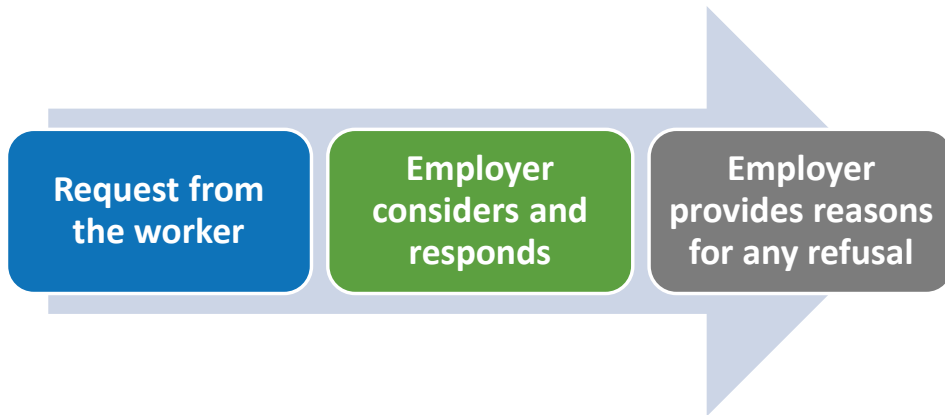 Request from
the worker
Employer
considers and
responds
Employer
provides reasons
for any refusal